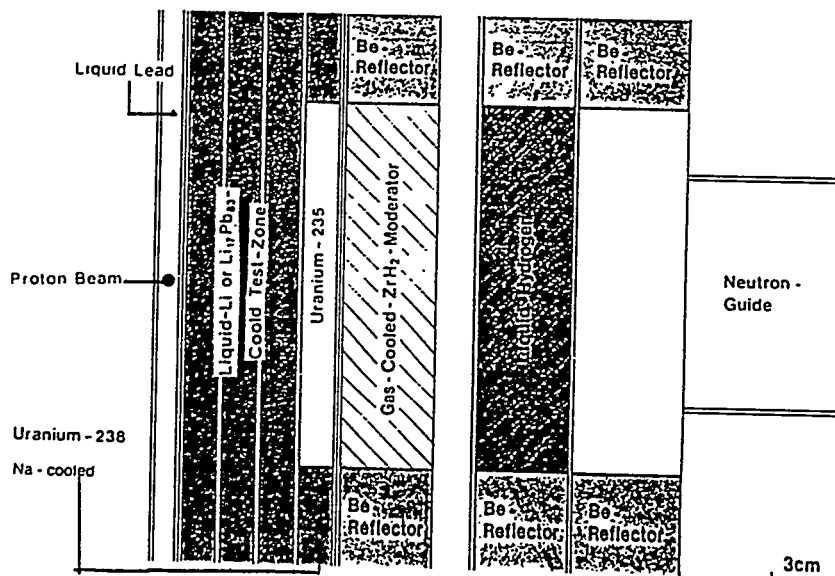 Be-
Reflector
Be-
Reflector
Be-
Reflector
Liquid Lead
Liquid-Li or Li₁₇Pb₈₃-
Coold Test-Zone
Uranium-235
Gas-Cooled-ZrH₂-Moderator
Liquid Hydrogen
Proton Beam
Neutron-
Guide
Uranium-238
Na-cooled
Be-
Reflector
Be-
Reflector
Be-
Reflector
3cm